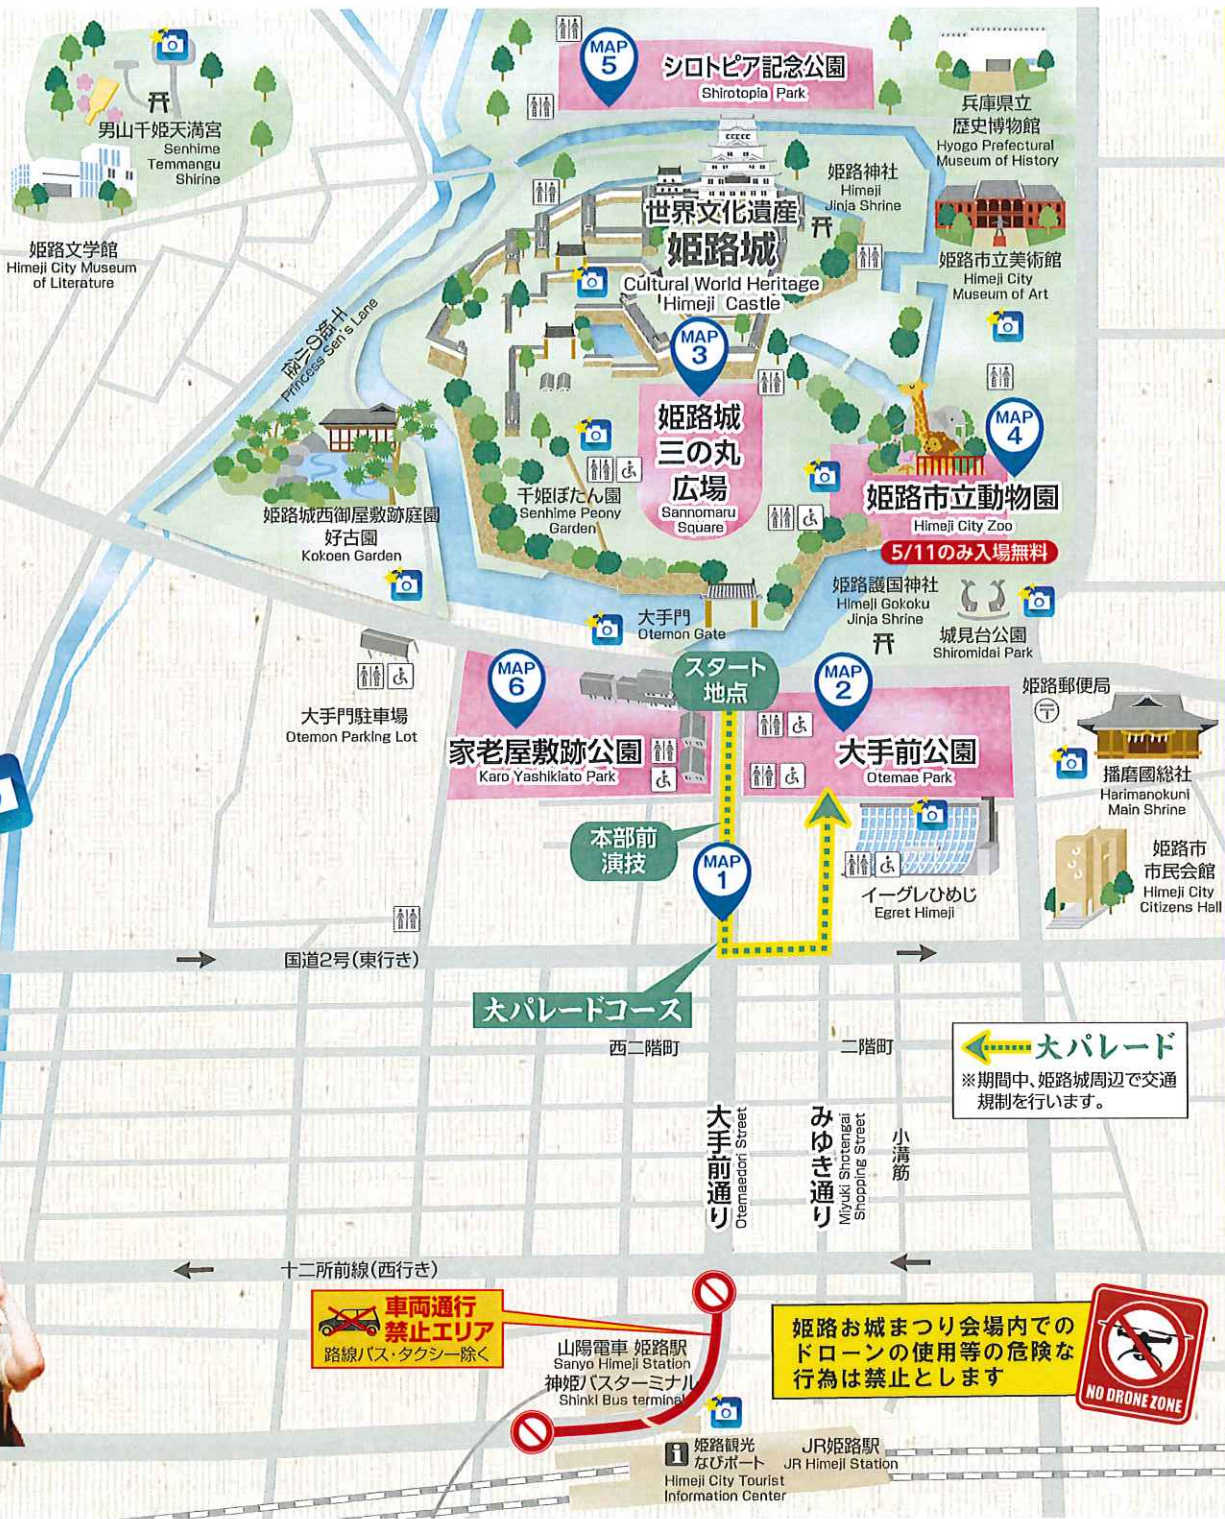 MAP
5
シロトピア記念公園
Shirotopia Park
兵庫県立
歴史博物館
Hyogo Prefectural
Museum of History
男山千姫天満宮
Senhime
Temmangu
Shirine
姫路文学館
Himeji City Museum
of Literature
姫路神社
Himeji
Jinja Shrine
世界文化遺産
姫路城
Cultural World Heritage
Himeji Castle
姫路市立美術館
Himeji City
Museum of Art
千姫の小径
Princess Sen's Lane
MAP
3
姫路城
三の丸
広場
Sannomaru
Square
MAP
4
姫路市立動物園
Himeji City Zoo
5/11のみ入場無料
千姫ぼたん園
Senhime Peony
Garden
姫路城西御屋敷跡庭園
好古園
Kokoen Garden
大手門
Otemon Gate
姫路護国神社
Himeji Gokoku
Jinja Shrine
城見台公園
Shiromidai Park
大手門駐車場
Otemon Parking Lot
MAP
6
家老屋敷跡公園
Karo Yashikiato Park
スタート
地点
MAP
2
大手前公園
Otemae Park
姫路郵便局
〒
播磨國総社
Harimanokuni
Main Shrine
本部前
演技
MAP
1
イーグレひめじ
Egret Himeji
姫路市
市民会館
Himeji City
Citizens Hall
国道2号(東行き)
大パレードコース
西二階町
二階町
大パレード
※期間中、姫路城周辺で交通
規制を行います。
大手前通り
Otemaedori Street
みゆき通り
Miyuki Shotengai
Shopping Street
小溝筋
十二所前線(西行き)
車両通行
禁止エリア
路線バス・タクシー除く
山陽電車 姫路駅
Sanyo Himeji Station
神姫バスターミナル
Shinki Bus terminal
姫路お城まつり会場内での
ドローンの使用等の危険な
行為は禁止とします
NO DRONE ZONE
i
姫路観光
なびポート
Himeji City Tourist
Information Center
JR姫路駅
JR Himeji Station